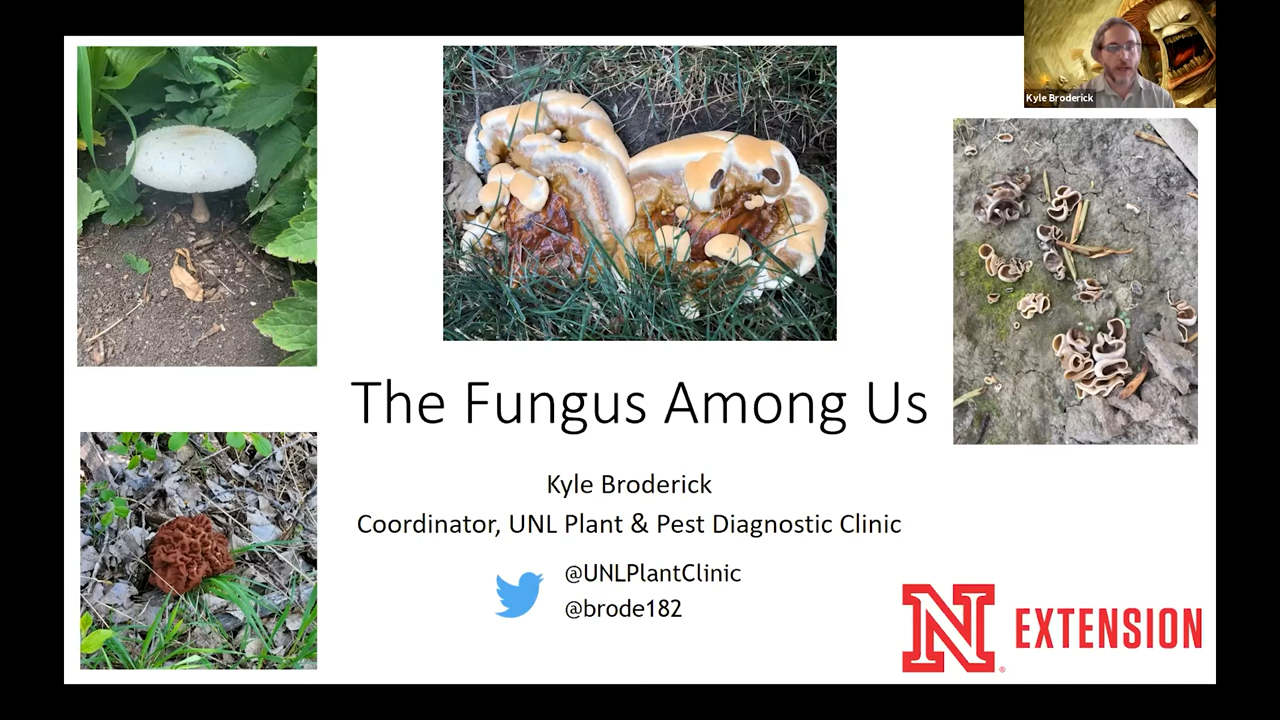 Kyle Broderick
The Fungus Among Us
Kyle Broderick
Coordinator, UNL Plant & Pest Diagnostic Clinic
@UNLPlantClinic
@brode182
N EXTENSION
®